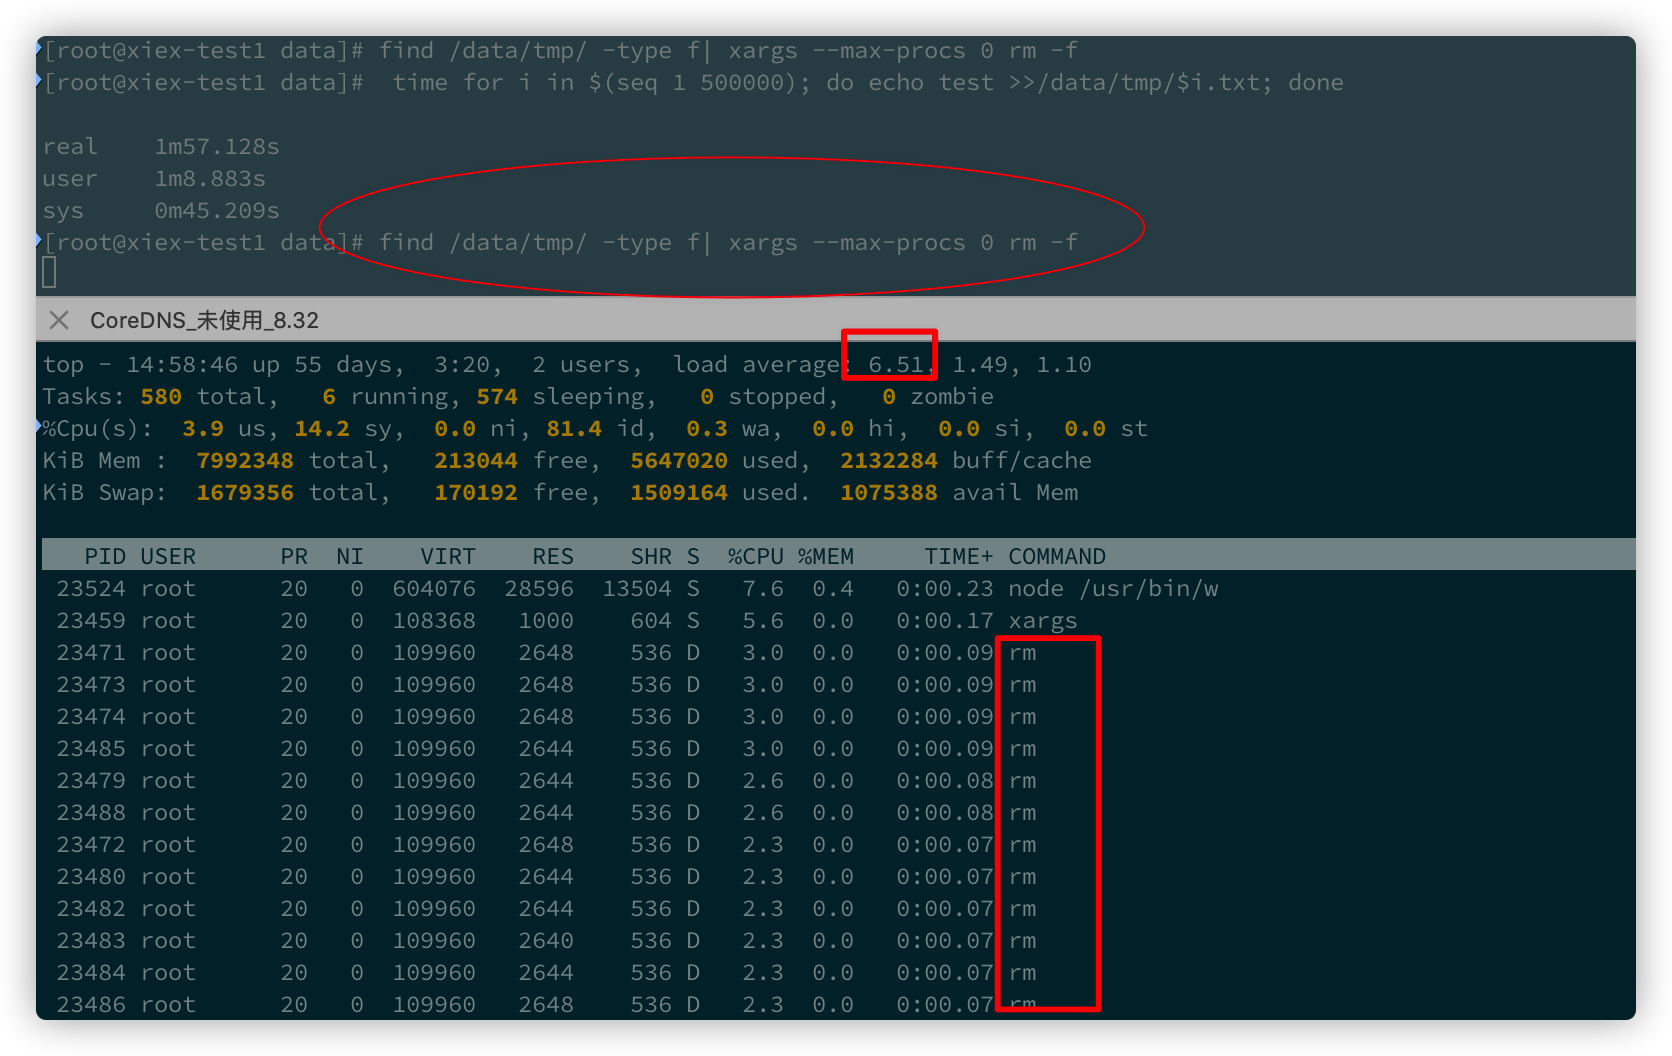 [root@xiex-test1 data]# find /data/tmp/ -type f| xargs --max-procs 0 rm -f
[root@xiex-test1 data]#  time for i in $(seq 1 500000); do echo test >>/data/tmp/$i.txt; done
real    1m57.128s
user    1m8.883s
sys     0m45.209s
[root@xiex-test1 data]# find /data/tmp/ -type f| xargs --max-procs 0 rm -f
CoreDNS_未使用_8.32
top - 14:58:46 up 55 days,  3:20,  2 users,  load average: 6.51, 1.49, 1.10
Tasks: 580 total,   6 running, 574 sleeping,   0 stopped,   0 zombie
%Cpu(s):  3.9 us, 14.2 sy,  0.0 ni, 81.4 id,  0.3 wa,  0.0 hi,  0.0 si,  0.0 st
KiB Mem :  7992348 total,   213044 free,  5647020 used,  2132284 buff/cache
KiB Swap:  1679356 total,   170192 free,  1509164 used.  1075388 avail Mem
PID USER      PR  NI    VIRT    RES    SHR S  %CPU %MEM     TIME+ COMMAND
23524 root      20   0  604076  28596  13504 S   7.6  0.4   0:00.23 node /usr/bin/w
23459 root      20   0  108368   1000    604 S   5.6  0.0   0:00.17 xargs
23471 root      20   0  109960   2648    536 D   3.0  0.0   0:00.09 rm
23473 root      20   0  109960   2648    536 D   3.0  0.0   0:00.09 rm
23474 root      20   0  109960   2648    536 D   3.0  0.0   0:00.09 rm
23485 root      20   0  109960   2644    536 D   3.0  0.0   0:00.09 rm
23479 root      20   0  109960   2644    536 D   2.6  0.0   0:00.08 rm
23488 root      20   0  109960   2644    536 D   2.6  0.0   0:00.08 rm
23472 root      20   0  109960   2648    536 D   2.3  0.0   0:00.07 rm
23480 root      20   0  109960   2644    536 D   2.3  0.0   0:00.07 rm
23482 root      20   0  109960   2644    536 D   2.3  0.0   0:00.07 rm
23483 root      20   0  109960   2640    536 D   2.3  0.0   0:00.07 rm
23484 root      20   0  109960   2644    536 D   2.3  0.0   0:00.07 rm
23486 root      20   0  109960   2648    536 D   2.3  0.0   0:00.07 rm